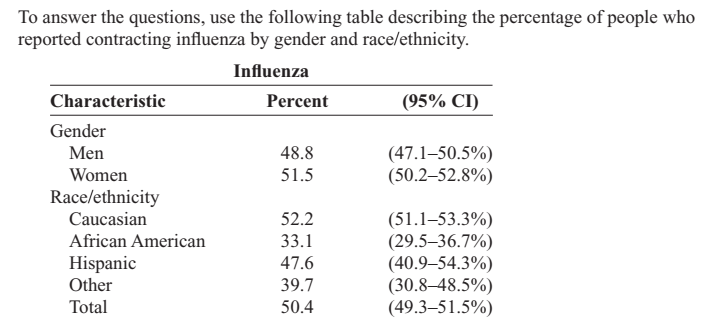 To answer the questions, use the following table describing the percentage of people who
reported contracting influenza by gender and race/ethnicity.
Influenza
Characteristic Percent (95% CI)
Gender
Men 48.8 (47.1–50.5%)
Women 51.5 (50.2–52.8%)
Race/ethnicity
Caucasian 52.2 (51.1–53.3%)
African American 33.1 (29.5–36.7%)
Hispanic 47.6 (40.9–54.3%)
Other 39.7 (30.8–48.5%)
Total 50.4 (49.3–51.5%)